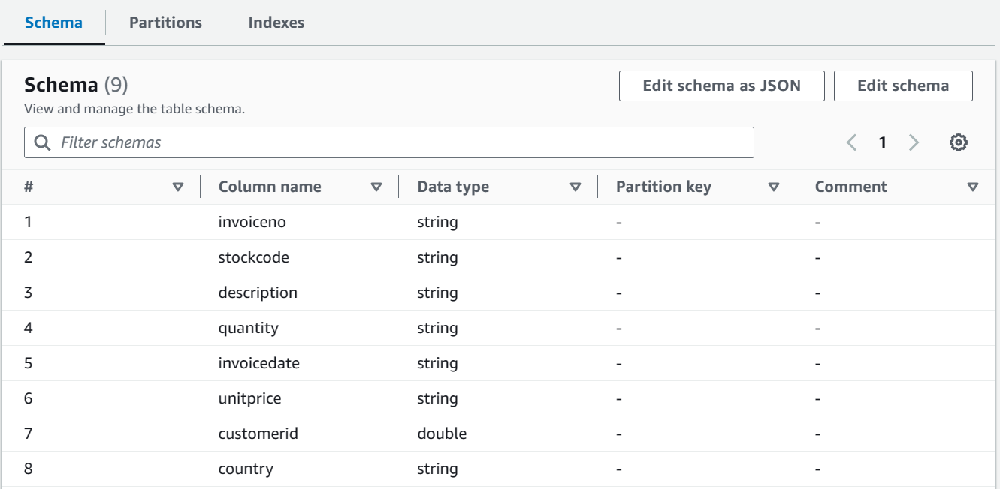 Schema Partitions Indexes
Schema (9) Edit schema as JSON Edit schema
View and manage the table schema.
Filter schemas 1
# Column name Data type Partition key Comment
1 invoiceno string - -
2 stockcode string - -
3 description string - -
4 quantity string - -
5 invoicedate string - -
6 unitprice string - -
7 customerid double - -
8 country string - -